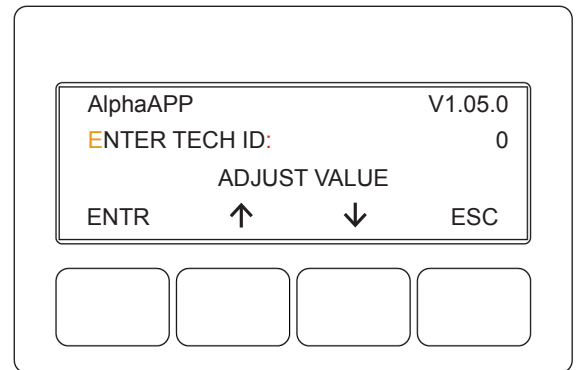 AlphaAPP V1.05.0
ENTER TECH ID: 0
ADJUST VALUE
ENTR ↑ ↓ ESC